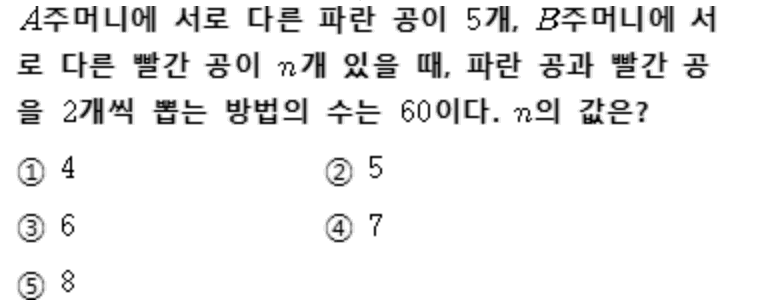 A주머니에 서로 다른 파란 공이 5개, B주머니에 서
로 다른 빨간 공이 n개 있을 때, 파란 공과 빨간 공
을 2개씩 뽑는 방법의 수는 60이다. n의 값은?
① 4 ② 5
③ 6 ④ 7
⑤ 8